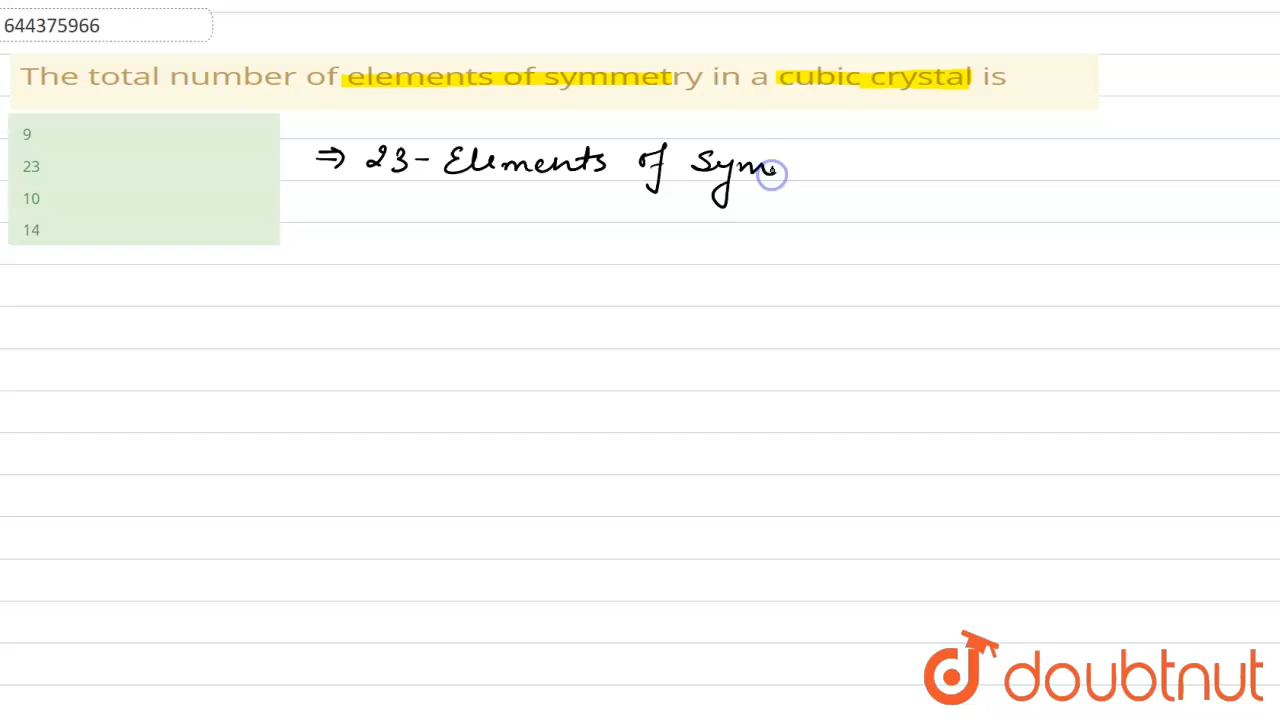 644375966
The total number of elements of symmetry in a cubic crystal is
9
23
10
14
⇒ 23 - Elements of Sym
doubtnut